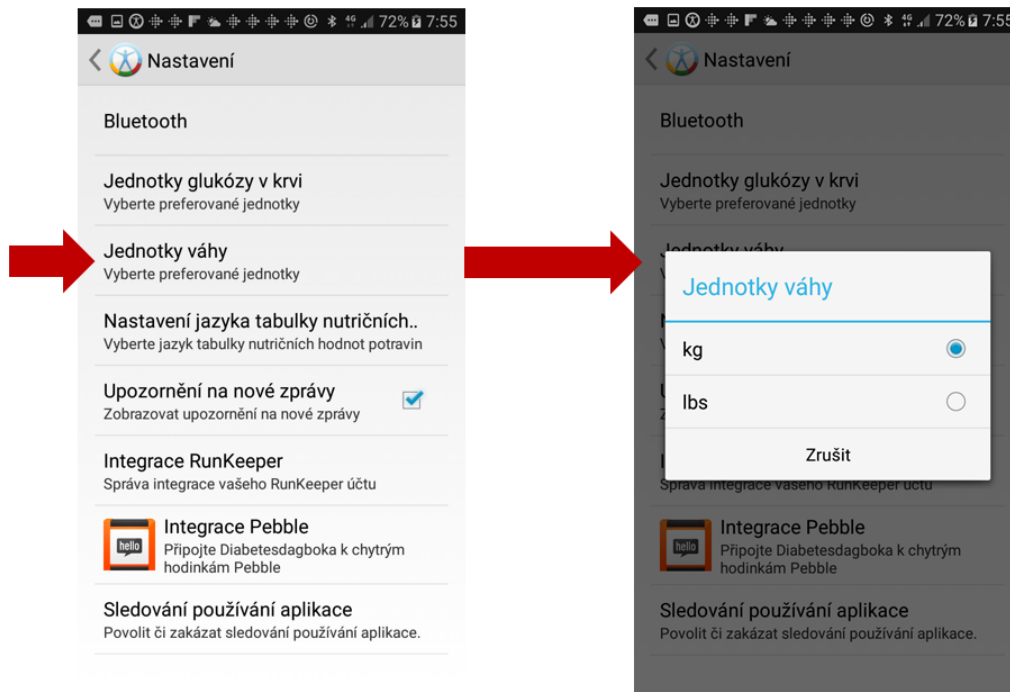 72% 7:55
Nastavení
Bluetooth
Jednotky glukózy v krvi
Vyberte preferované jednotky
Jednotky váhy
Vyberte preferované jednotky
Nastavení jazyka tabulky nutričních..
Vyberte jazyk tabulky nutričních hodnot potravin
Upozornění na nové zprávy
Zobrazovat upozornění na nové zprávy
Integrace RunKeeper
Správa integrace vašeho RunKeeper účtu
hello
Integrace Pebble
Připojte Diabetesdagboka k chytrým
hodinkám Pebble
Sledování používání aplikace
Povolit či zakázat sledování používání aplikace.
72% 7:55
Nastavení
Bluetooth
Jednotky glukózy v krvi
Vyberte preferované jednotky
Jednotky váhy
Jednotky váhy
kg
lbs
Zrušit
Správa integrace vašeho RunKeeper účtu
hello
Integrace Pebble
Připojte Diabetesdagboka k chytrým
hodinkám Pebble
Sledování používání aplikace
Povolit či zakázat sledování používání aplikace.